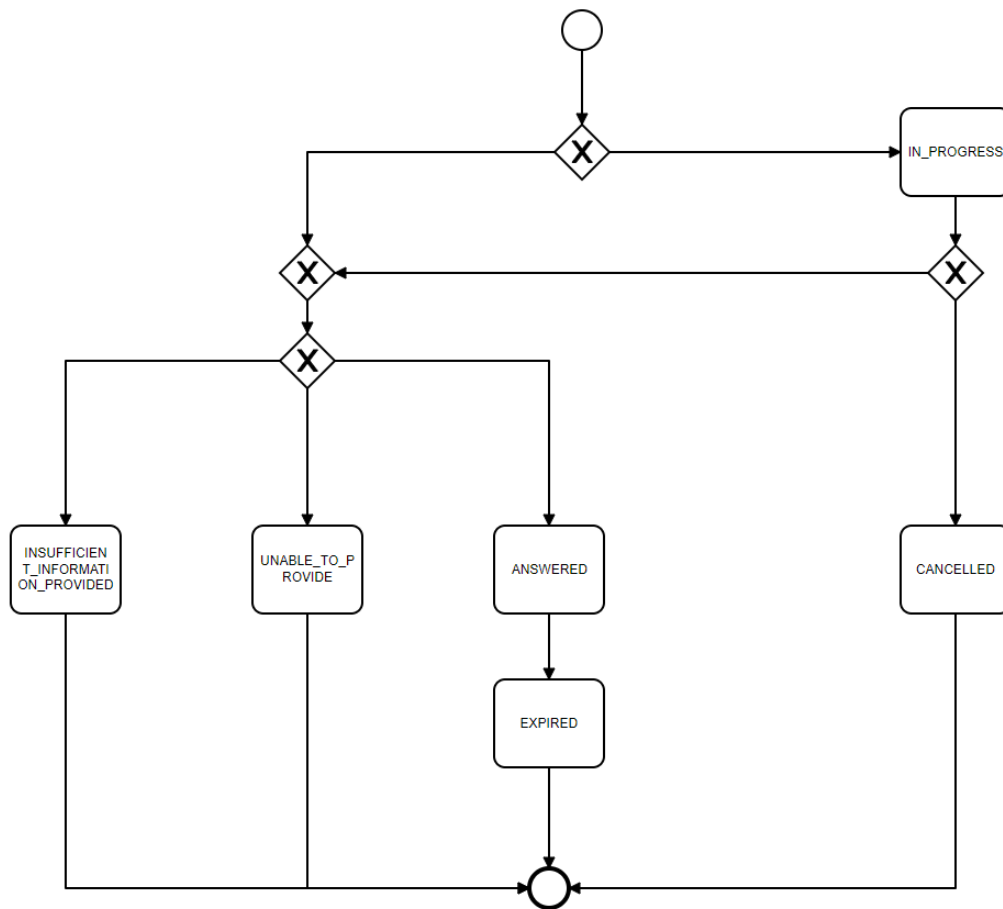 X
IN_PROGRESS
X
X
X
INSUFFICIEN
T_INFORMATI
ON_PROVIDED
UNABLE_TO_P
ROVIDE
ANSWERED
CANCELLED
EXPIRED